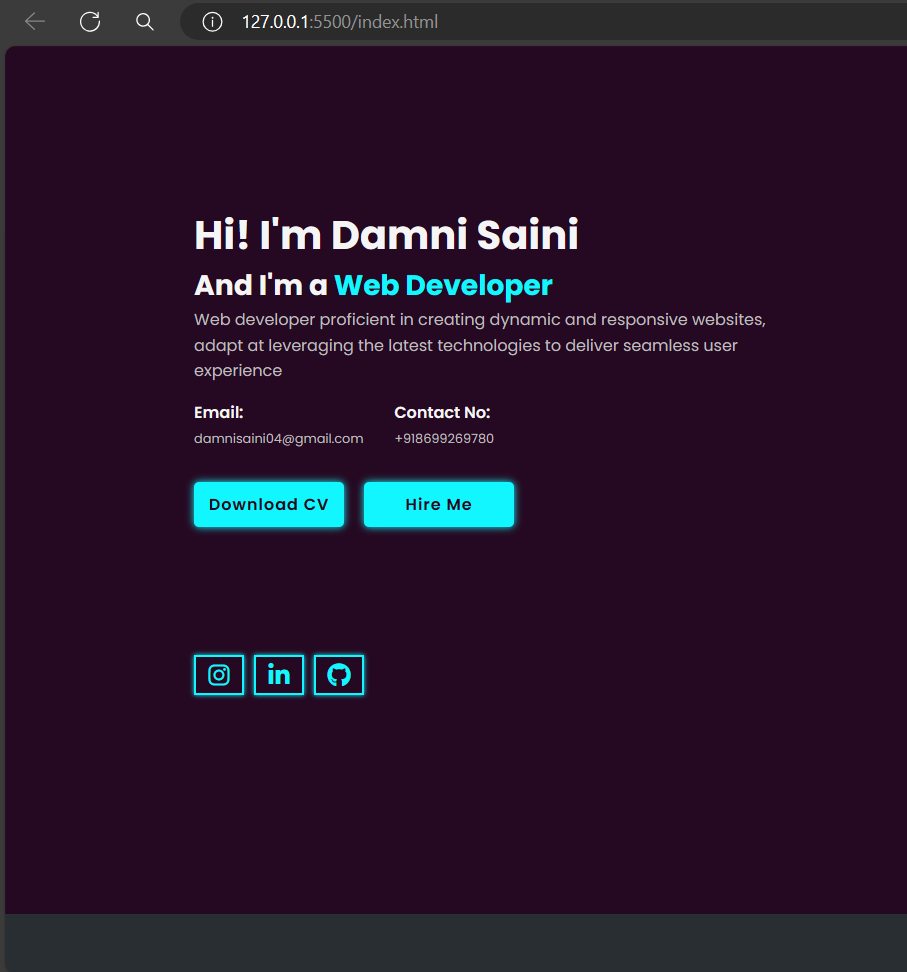 127.0.0.1:5500/index.html
Hi! I'm Damni Saini
And I'm a Web Developer
Web developer proficient in creating dynamic and responsive websites,
adapt at leveraging the latest technologies to deliver seamless user
experience
Email: Contact No:
damnisaini04@gmail.com +918699269780
Download CV Hire Me
in